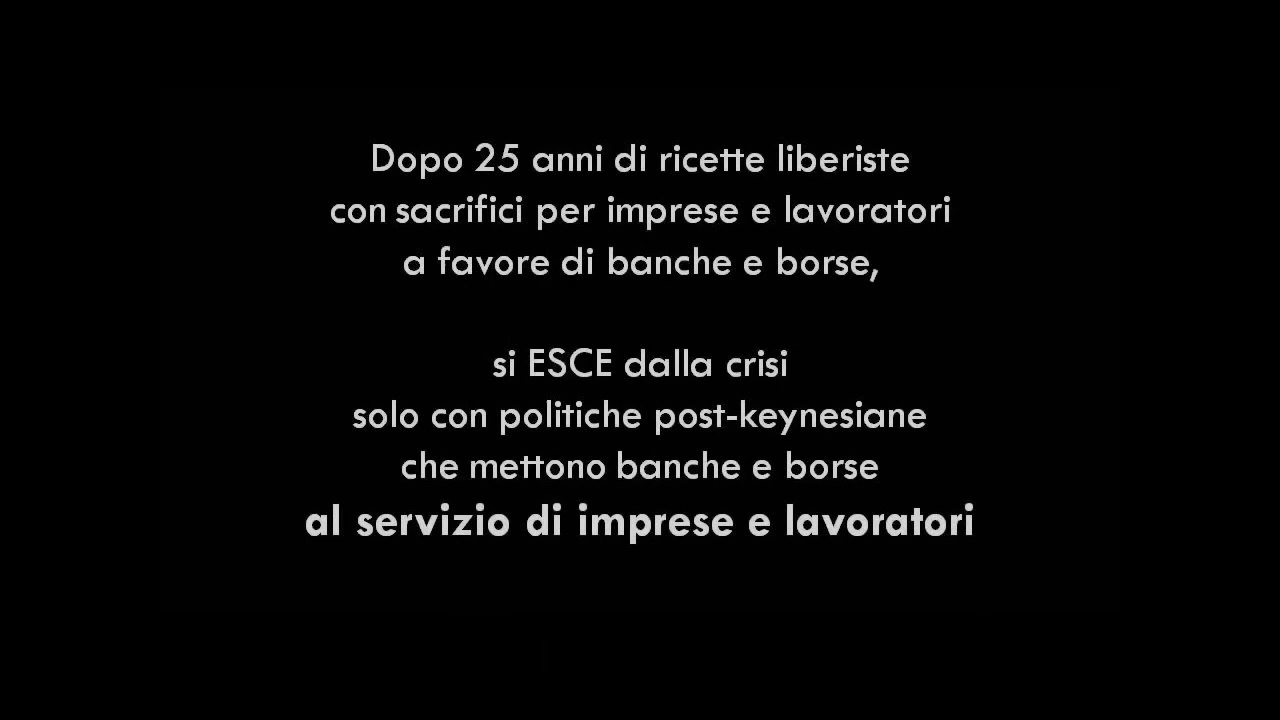 Dopo 25 anni di ricette liberiste
con sacrifici per imprese e lavoratori
a favore di banche e borse,
si ESCE dalla crisi
solo con politiche post-keynesiane
che mettono banche e borse
al servizio di imprese e lavoratori